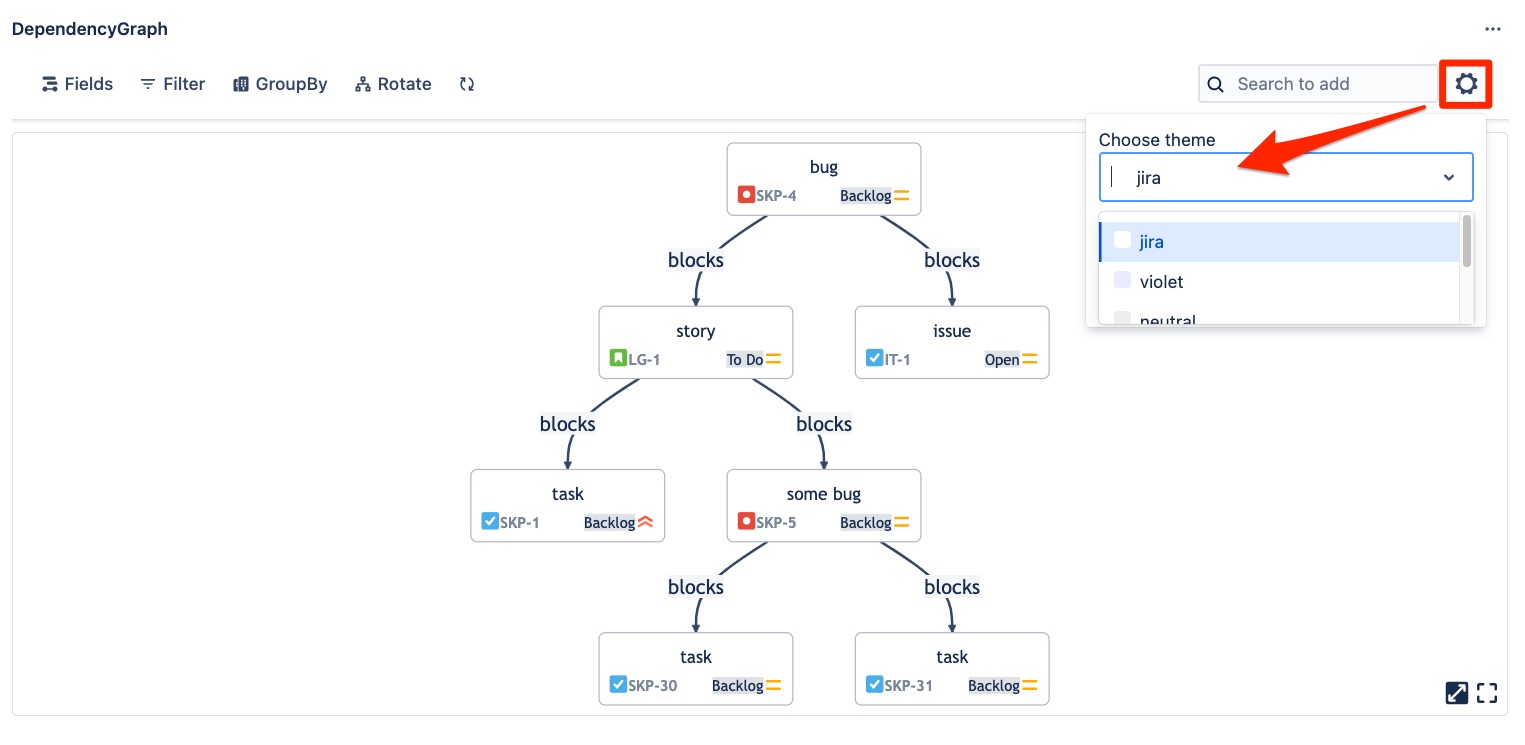 DependencyGraph
Fields Filter GroupBy Rotate Search to add
Choose theme
jira
jira
violet
neutral
bug
SKP-4 Backlog
blocks blocks
story
LG-1 To Do
issue
IT-1 Open
blocks blocks
task
SKP-1 Backlog
some bug
SKP-5 Backlog
blocks blocks
task
SKP-30 Backlog
task
SKP-31 Backlog